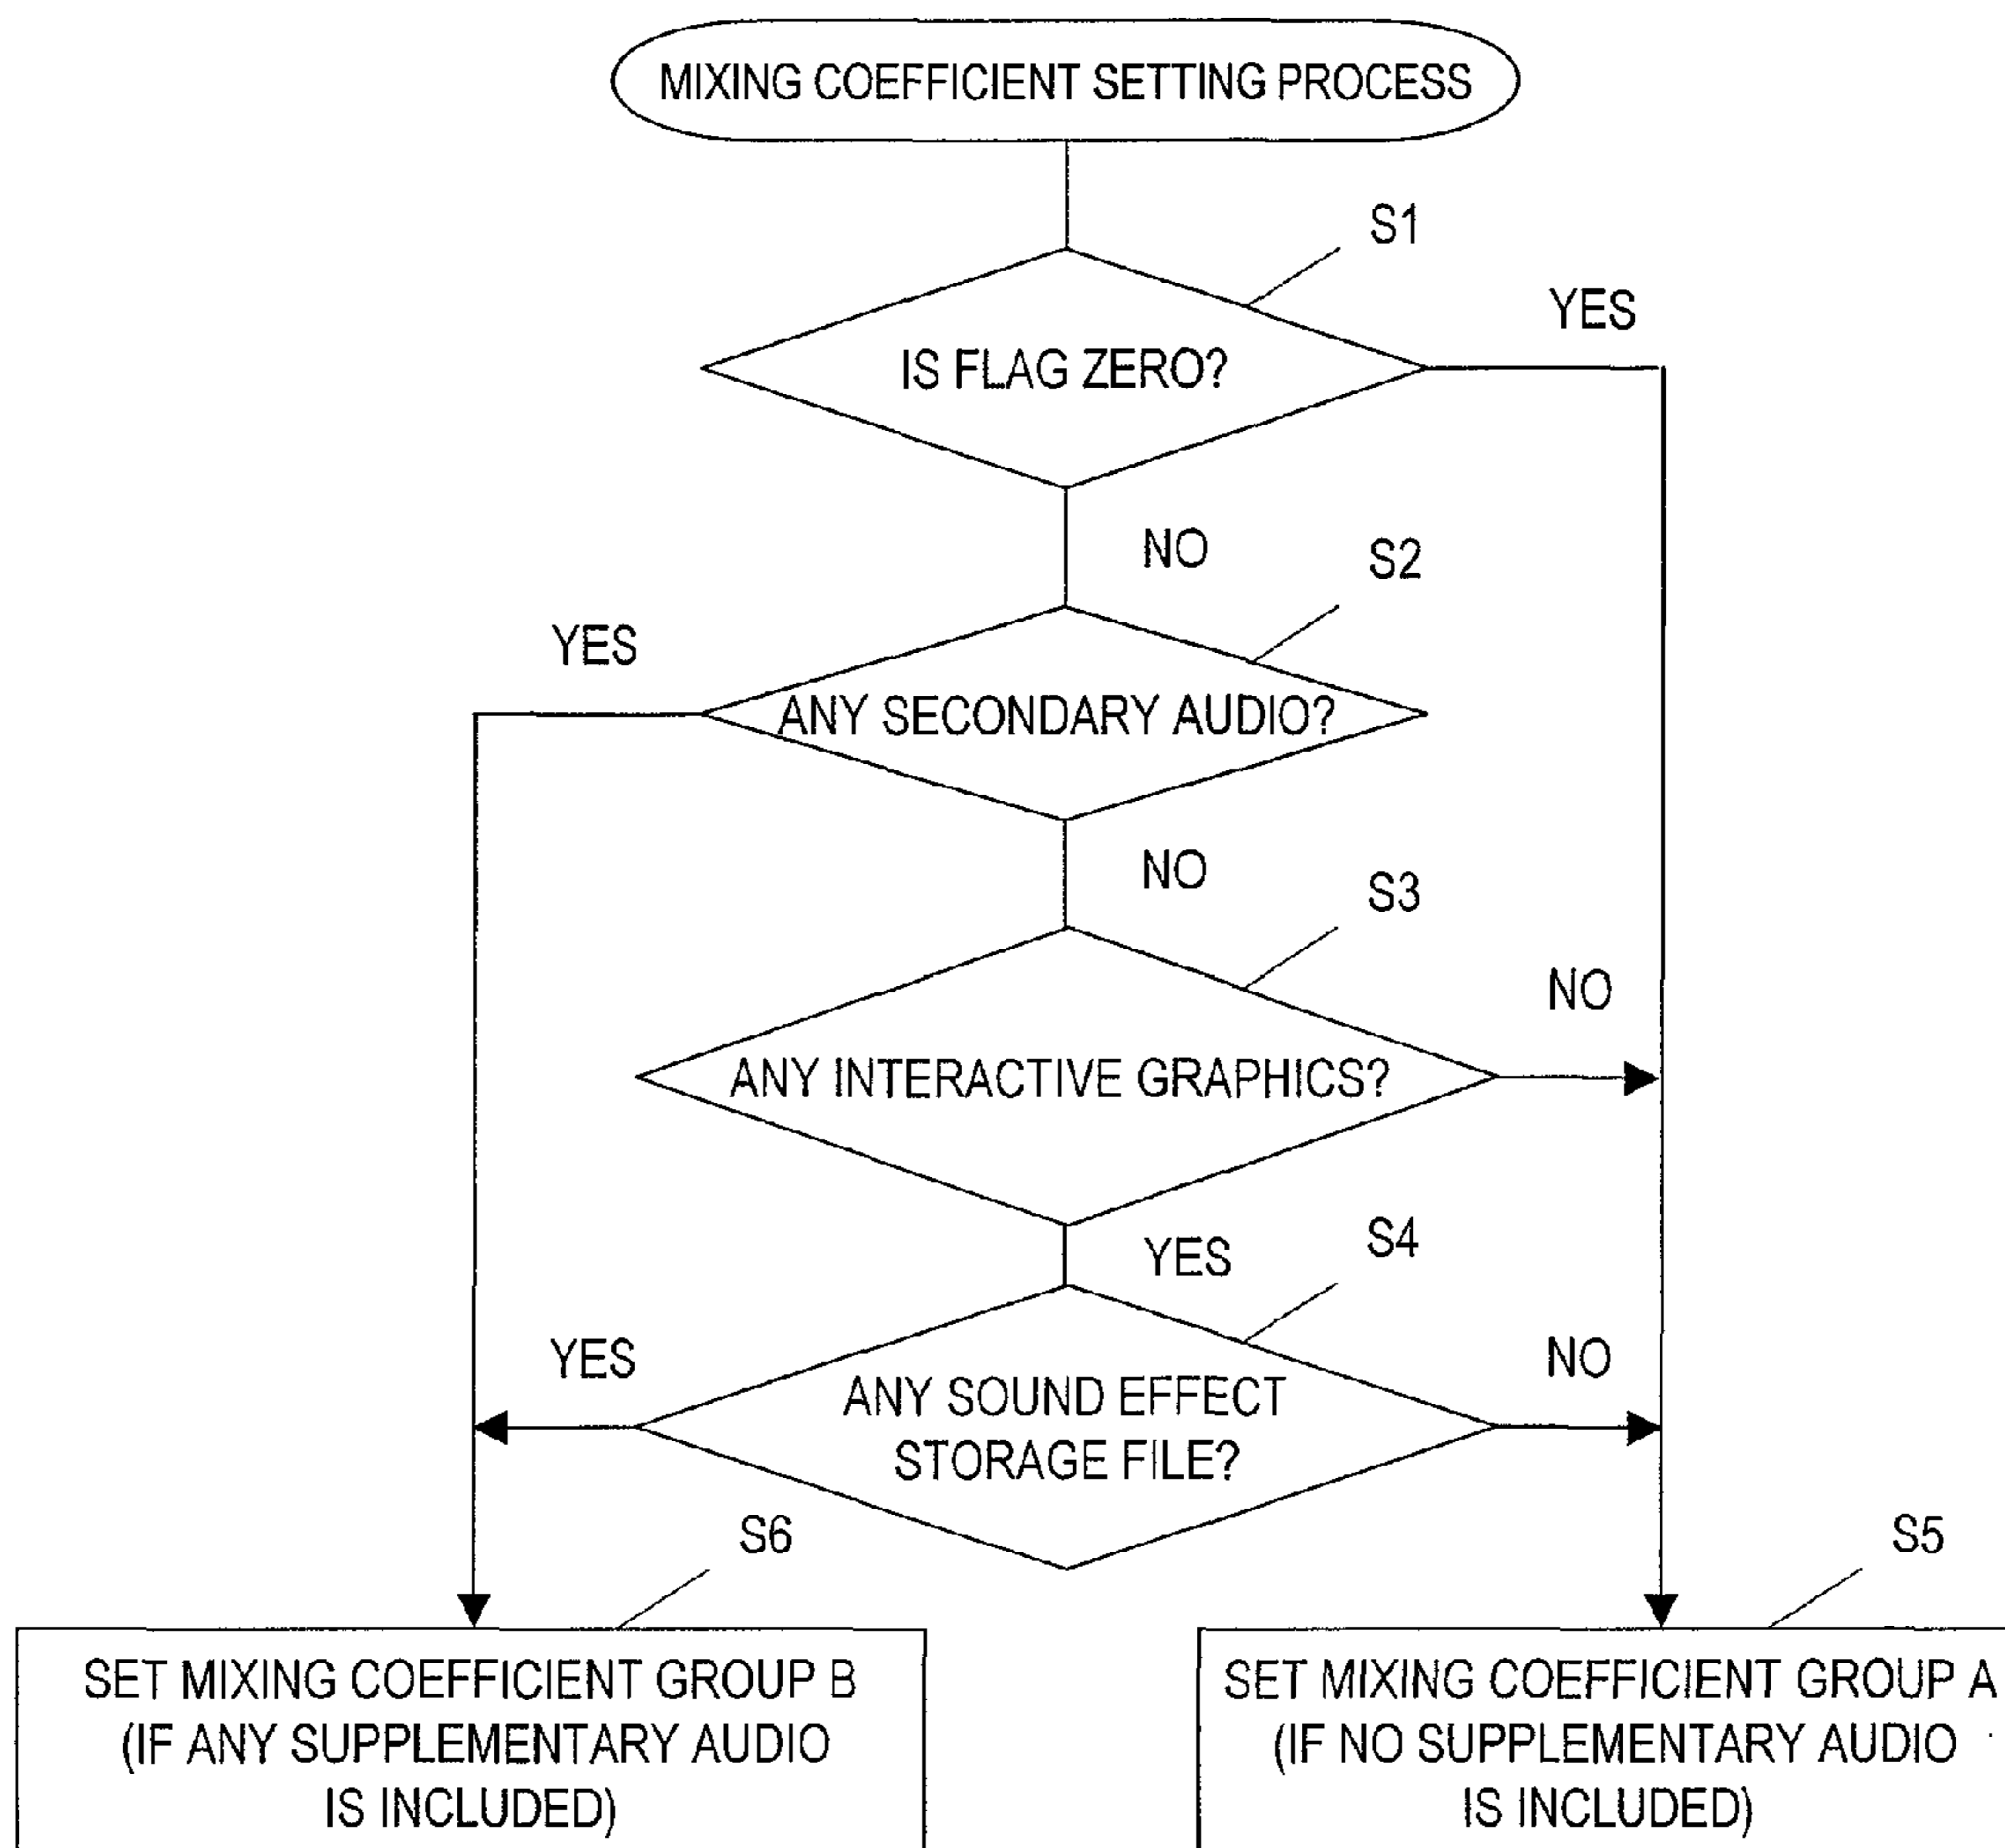 MIXING COEFFICIENT SETTING PROCESS
S1
YES
IS FLAG ZERO?
NO
S2
YES
ANY SECONDARY AUDIO?
NO
S3
NO
ANY INTERACTIVE GRAPHICS?
YES
S4
YES
NO
ANY SOUND EFFECT
STORAGE FILE?
S6
S5
SET MIXING COEFFICIENT GROUP B
(IF ANY SUPPLEMENTARY AUDIO
IS INCLUDED)
SET MIXING COEFFICIENT GROUP A
(IF NO SUPPLEMENTARY AUDIO
IS INCLUDED)